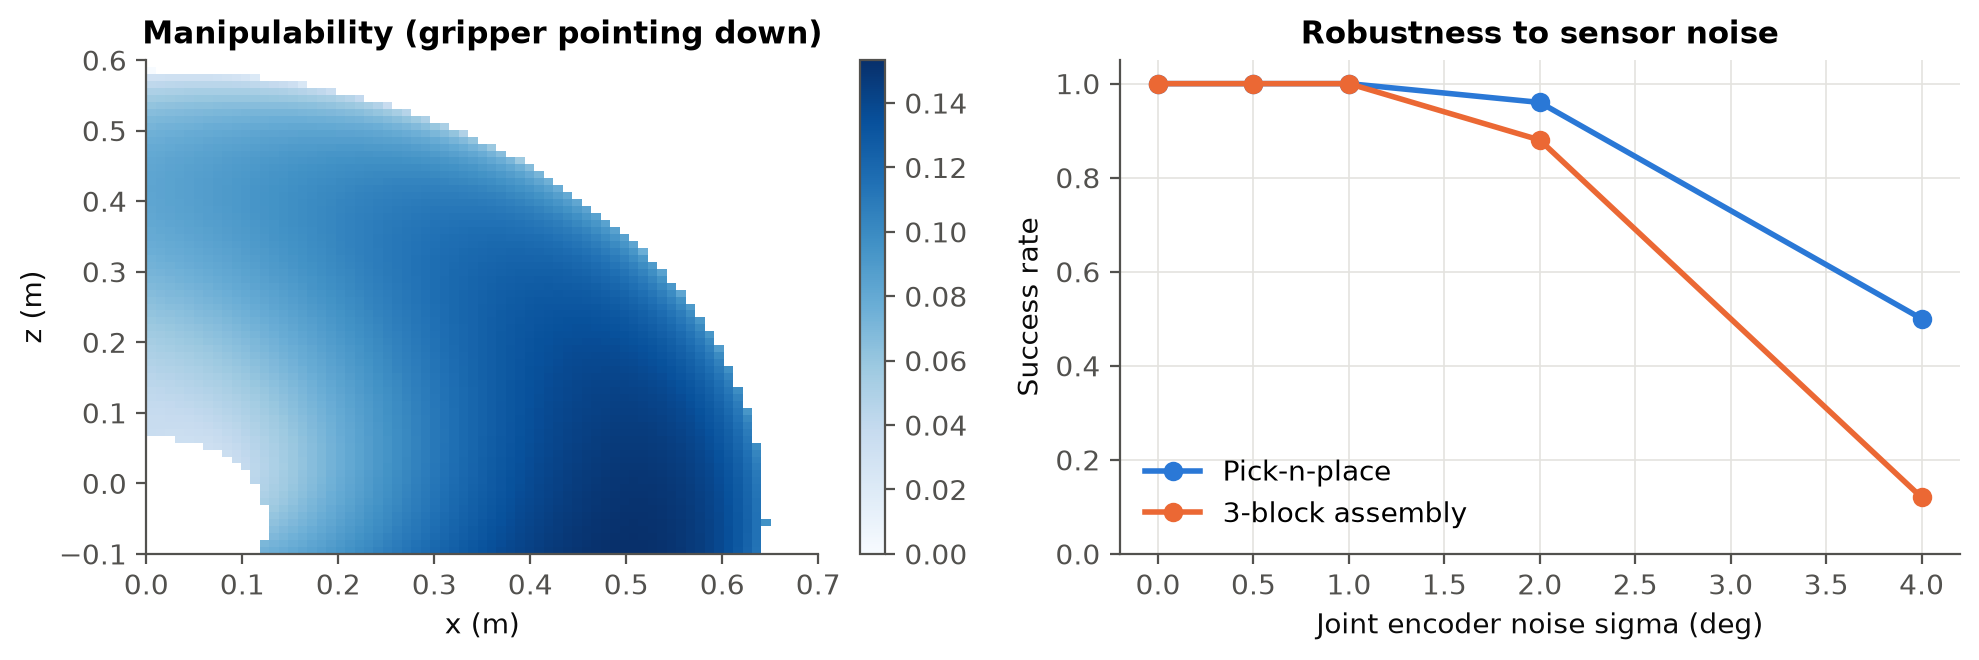 Manipulability (gripper pointing down)
0.6
0.5
0.4
0.3
0.2
0.1
0.0
−0.1
z (m)
0.0 0.1 0.2 0.3 0.4 0.5 0.6 0.7
x (m)
0.14
0.12
0.10
0.08
0.06
0.04
0.02
0.00
Robustness to sensor noise
1.0
0.8
0.6
0.4
0.2
0.0
Success rate
Pick-n-place
3-block assembly
0.0 0.5 1.0 1.5 2.0 2.5 3.0 3.5 4.0
Joint encoder noise sigma (deg)